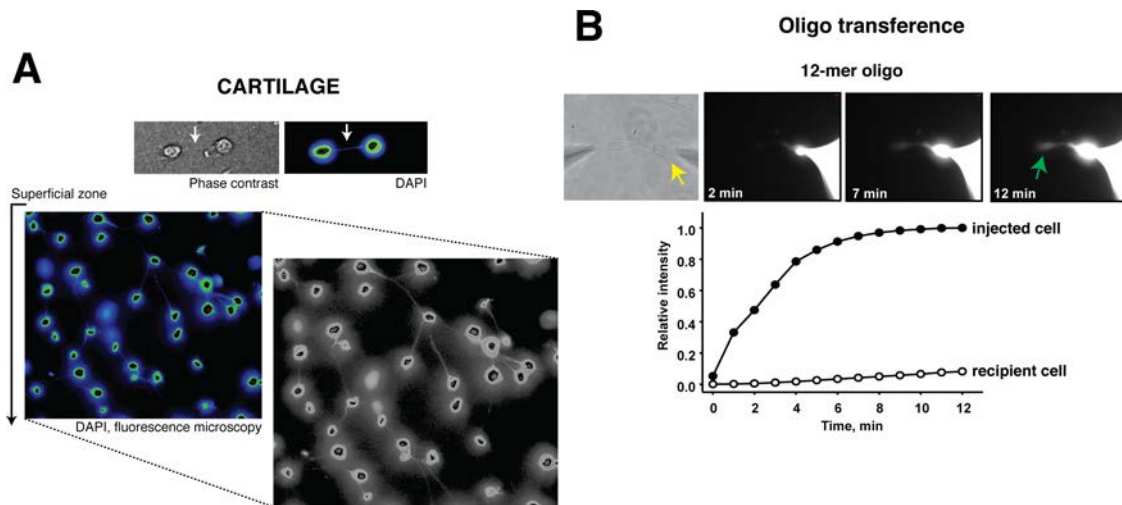 A
CARTILAGE
Phase contrast
DAPI
Superficial zone
DAPI, fluorescence microscopy
B
Oligo transference
12-mer oligo
2 min
7 min
12 min
1.0
0.8
0.6
0.4
0.2
0.0
Relative intensity
injected cell
recipient cell
0 2 4 6 8 10 12
Time, min